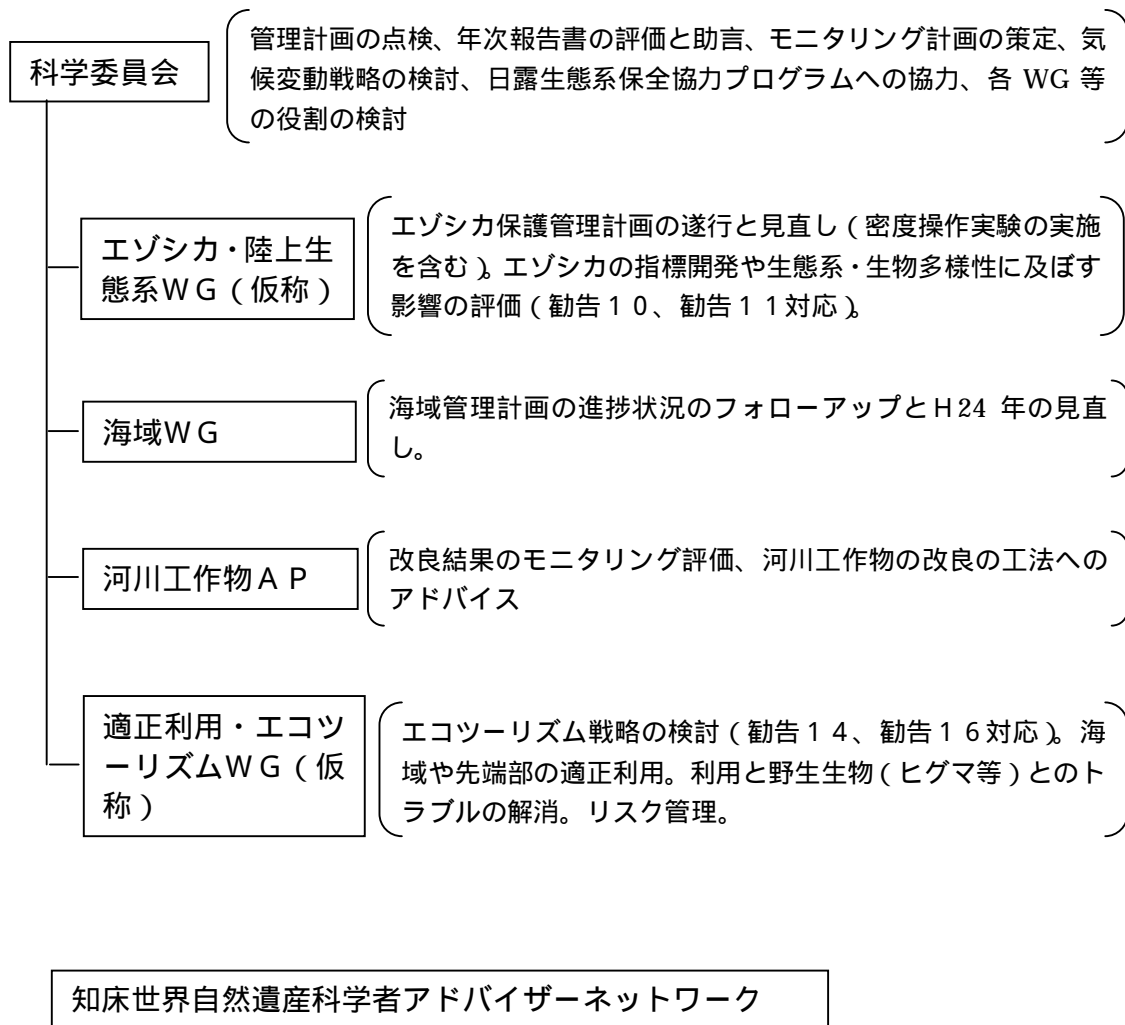 科学委員会
管理計画の点検、年次報告書の評価と助言、モニタリング計画の策定、気
候変動戦略の検討、日露生態系保全協力プログラムへの協力、各 WG 等
の役割の検討
エゾシカ・陸上生
態系ＷＧ（仮称）
エゾシカ保護管理計画の遂行と見直し（密度操作実験の実施
を含む）。エゾシカの指標開発や生態系・生物多様性に及ぼす
影響の評価（勧告１０、勧告１１対応）。
海域ＷＧ
海域管理計画の進捗状況のフォローアップとＨ24 年の見直
し。
河川工作物ＡＰ
改良結果のモニタリング評価、河川工作物の改良の工法への
アドバイス
適正利用・エコツ
ーリズムＷＧ（仮
称）
エコツーリズム戦略の検討（勧告１４、勧告１６対応）。海
域や先端部の適正利用。利用と野生生物（ヒグマ等）とのト
ラブルの解消。リスク管理。
知床世界自然遺産科学者アドバイザーネットワーク